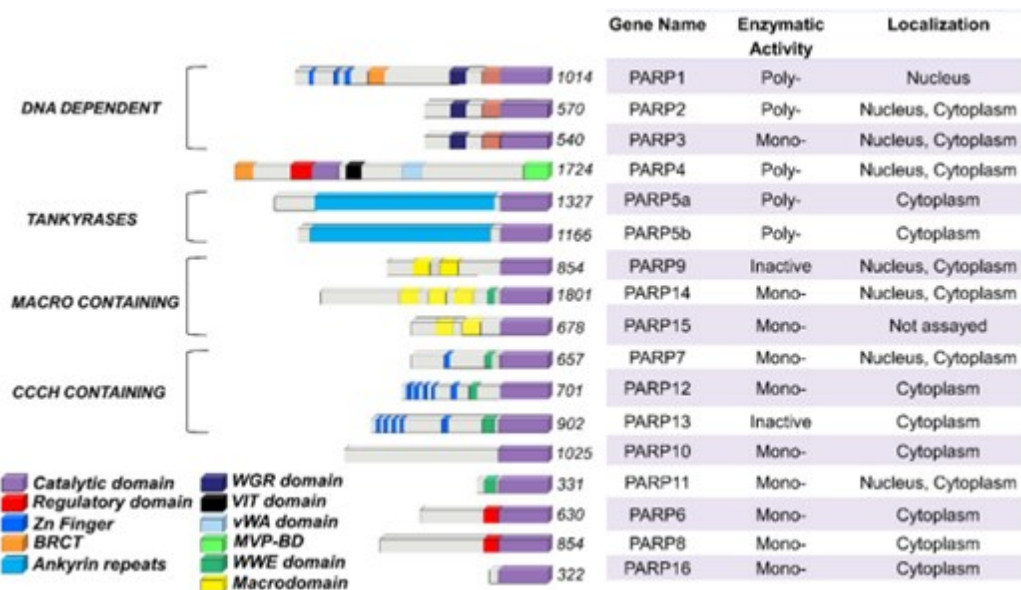 Gene Name Enzymatic Activity Localization
DNA DEPENDENT
1014 PARP1 Poly- Nucleus
570 PARP2 Poly- Nucleus, Cytoplasm
540 PARP3 Mono- Nucleus, Cytoplasm
1724 PARP4 Poly- Nucleus, Cytoplasm
TANKYRASES
1327 PARP5a Poly- Cytoplasm
1166 PARP5b Poly- Cytoplasm
MACRO CONTAINING
854 PARP9 Inactive Nucleus, Cytoplasm
1801 PARP14 Mono- Nucleus, Cytoplasm
678 PARP15 Mono- Not assayed
CCCH CONTAINING
657 PARP7 Mono- Nucleus, Cytoplasm
701 PARP12 Mono- Cytoplasm
902 PARP13 Inactive Cytoplasm
1025 PARP10 Mono- Cytoplasm
331 PARP11 Mono- Nucleus, Cytoplasm
630 PARP6 Mono- Cytoplasm
854 PARP8 Mono- Cytoplasm
322 PARP16 Mono- Cytoplasm
Catalytic domain
Regulatory domain
Zn Finger
BRCT
Ankyrin repeats
WGR domain
VIT domain
vWA domain
MVP-BD
WWE domain
Macrodomain